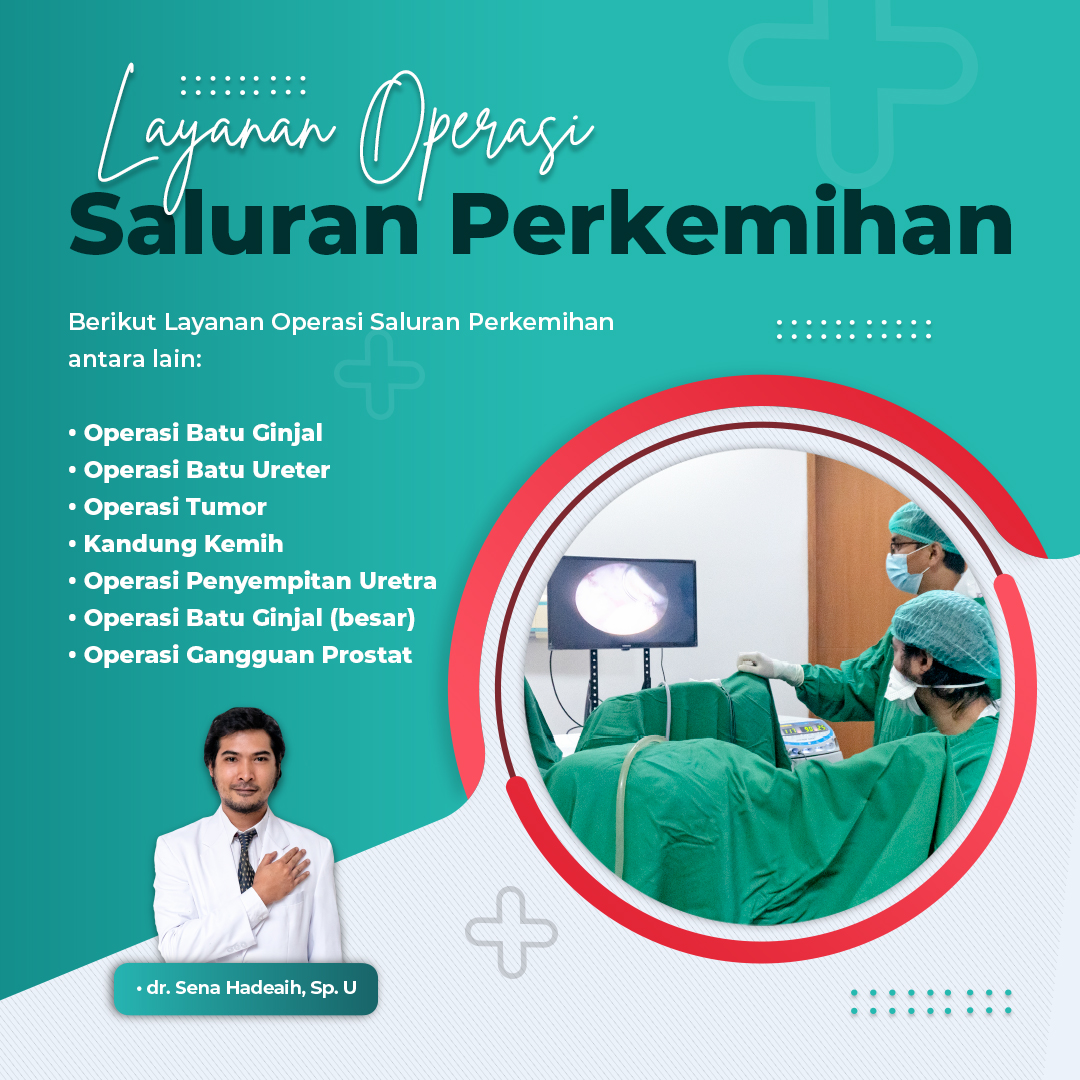 Layanan Operasi
Saluran Perkemihan
Berikut Layanan Operasi Saluran Perkemihan
antara lain:
• Operasi Batu Ginjal
• Operasi Batu Ureter
• Operasi Tumor
• Kandung Kemih
• Operasi Penyempitan Uretra
• Operasi Batu Ginjal (besar)
• Operasi Gangguan Prostat
• dr. Sena Hadeaih, Sp. U